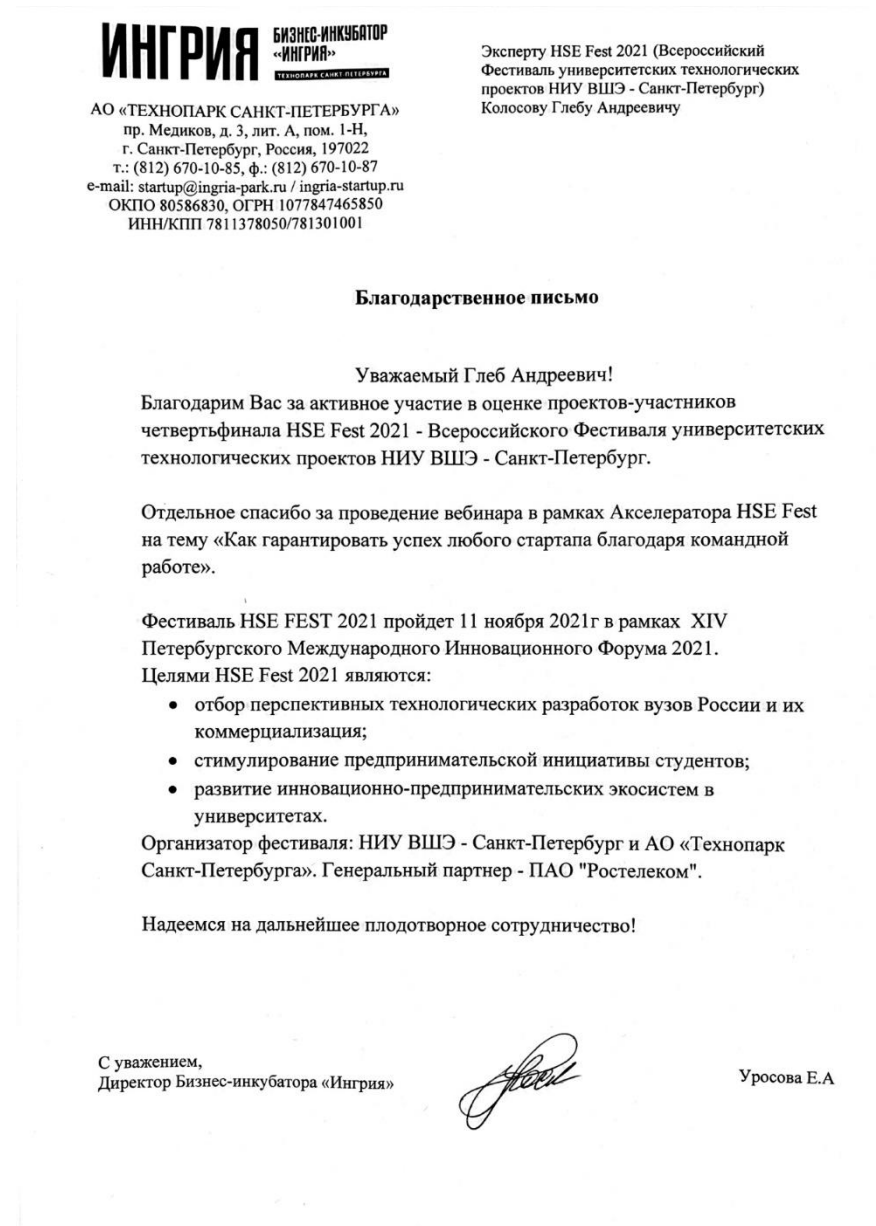 ИНГРИЯ
БИЗНЕС-ИНКУБАТОР
«ИНГРИЯ»
ТЕХНОПАРК САНКТ-ПЕТЕРБУРГА
АО «ТЕХНОПАРК САНКТ-ПЕТЕРБУРГА»
пр. Медиков, д. 3, лит. А, пом. 1-Н,
г. Санкт-Петербург, Россия, 197022
т.: (812) 670-10-85, ф.: (812) 670-10-87
e-mail: startup@ingria-park.ru / ingria-startup.ru
ОКПО 80586830, ОГРН 1077847465850
ИНН/КПП 7811378050/781301001
Эксперту HSE Fest 2021 (Всероссийский
Фестиваль университетских технологических
проектов НИУ ВШЭ - Санкт-Петербург)
Колосову Глебу Андреевичу
Благодарственное письмо
Уважаемый Глеб Андреевич!
Благодарим Вас за активное участие в оценке проектов-участников
четвертьфинала HSE Fest 2021 - Всероссийского Фестиваля университетских
технологических проектов НИУ ВШЭ - Санкт-Петербург.
Отдельное спасибо за проведение вебинара в рамках Акселератора HSE Fest
на тему «Как гарантировать успех любого стартапа благодаря командной
работе».
Фестиваль HSE FEST 2021 пройдет 11 ноября 2021г в рамках XIV
Петербургского Международного Инновационного Форума 2021.
Целями HSE Fest 2021 являются:
• отбор перспективных технологических разработок вузов России и их
коммерциализация;
• стимулирование предпринимательской инициативы студентов;
• развитие инновационно-предпринимательских экосистем в
университетах.
Организатор фестиваля: НИУ ВШЭ - Санкт-Петербург и АО «Технопарк
Санкт-Петербурга». Генеральный партнер - ПАО "Ростелеком".
Надеемся на дальнейшее плодотворное сотрудничество!
С уважением,
Директор Бизнес-инкубатора «Ингрия»
Уросова Е.А